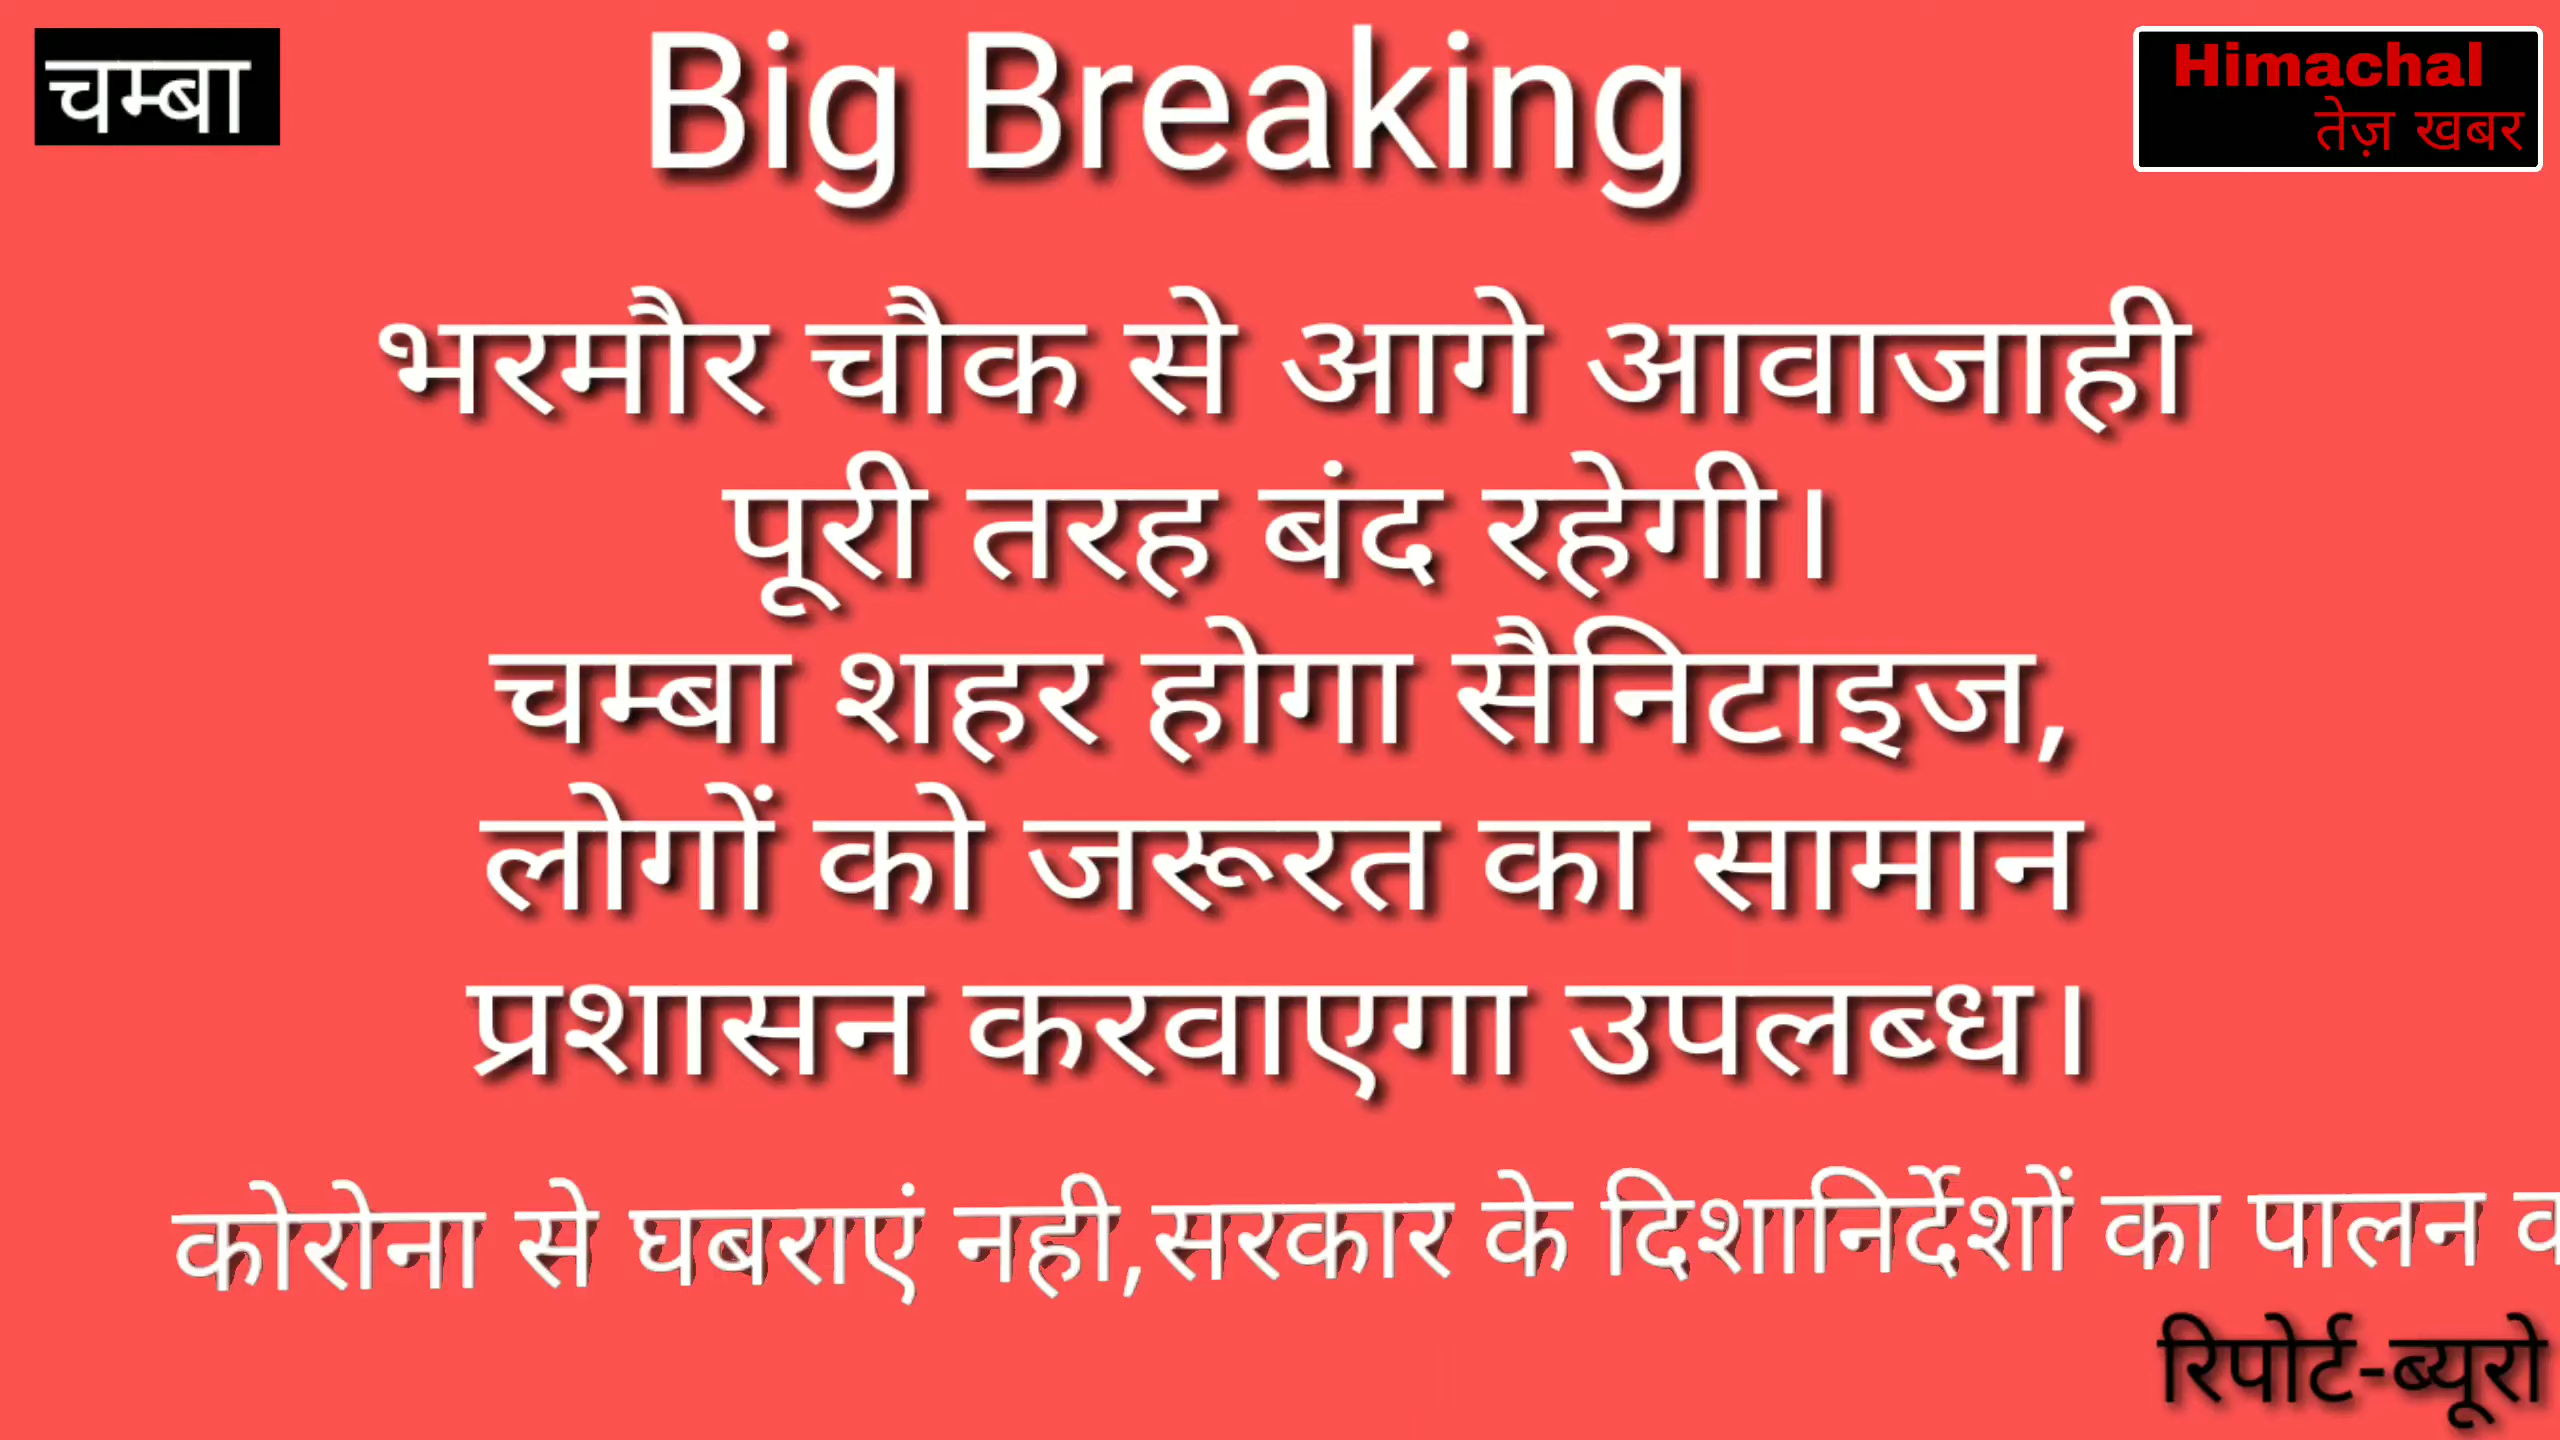 चम्बा
Big Breaking
Himachal
तेज़ खबर
भरमौर चौक से आगे आवाजाही
पूरी तरह बंद रहेगी।
चम्बा शहर होगा सैनिटाइज,
लोगों को जरूरत का सामान
प्रशासन करवाएगा उपलब्ध।
कोरोना से घबराएं नही,सरकार के दिशानिर्देशों का पालन
रिपोर्ट-ब्यूरो